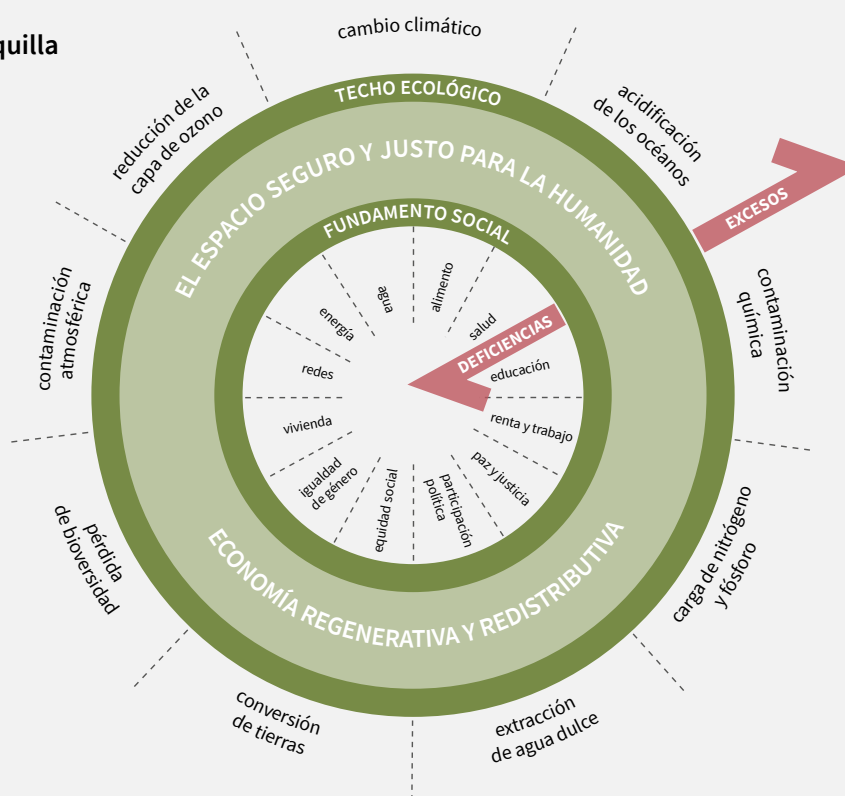 quilla
cambio climático
acidificación
de los océanos
EXCESOS
contaminación
química
carga de nitrógeno
y fósforo
extracción
de agua dulce
conversión
de tierras
pérdida
de bioversidad
contaminación
atmosférica
reducción de la
capa de ozono
TECHO ECOLÓGICO
EL ESPACIO SEGURO Y JUSTO PARA LA HUMANIDAD
FUNDAMENTO SOCIAL
agua
alimento
salud
DEFICIENCIAS
educación
renta y trabajo
paz y justicia
participación
política
equidad social
igualdad
de género
vivienda
redes
energía
ECONOMÍA REGENERATIVA Y REDISTRIBUTIVA